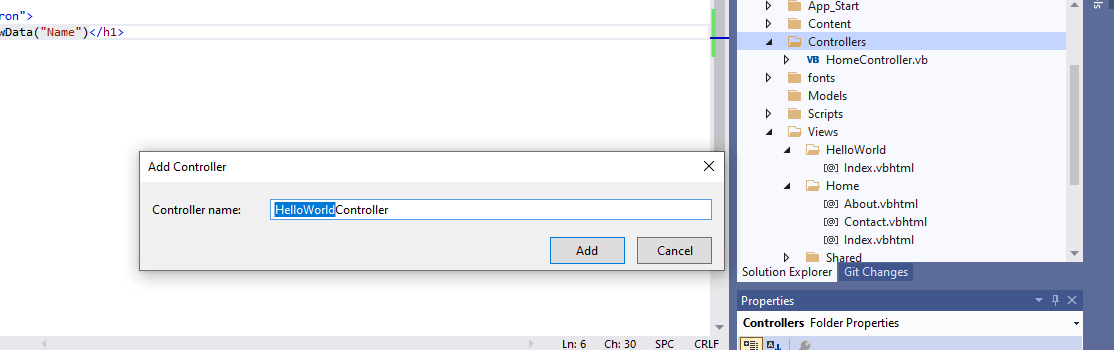 ron">
wData("Name")</h1>
Add Controller
Controller name:
HelloWorldController
Add
Cancel
Ln: 6
Ch: 30
SPC
CRLF
App_Start
Content
Controllers
VB HomeController.vb
fonts
Models
Scripts
Views
HelloWorld
[@] Index.vbhtml
Home
[@] About.vbhtml
[@] Contact.vbhtml
[@] Index.vbhtml
Shared
Solution Explorer
Git Changes
Properties
Controllers Folder Properties